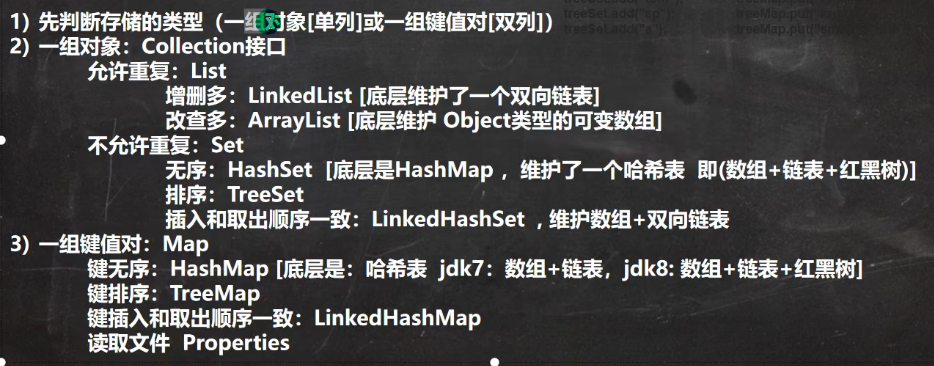 1) 先判断存储的类型（一组对象[单列]或一组键值对[双列]）
2) 一组对象：Collection接口
允许重复：List
增删多：LinkedList [底层维护了一个双向链表]
改查多：ArrayList [底层维护 Object类型的可变数组]
不允许重复：Set
无序：HashSet [底层是HashMap ，维护了一个哈希表 即(数组+链表+红黑树)]
排序：TreeSet
插入和取出顺序一致：LinkedHashSet , 维护数组+双向链表
3) 一组键值对：Map
键无序：HashMap [底层是：哈希表 jdk7：数组+链表，jdk8: 数组+链表+红黑树]
键排序：TreeMap
键插入和取出顺序一致：LinkedHashMap
读取文件 Properties